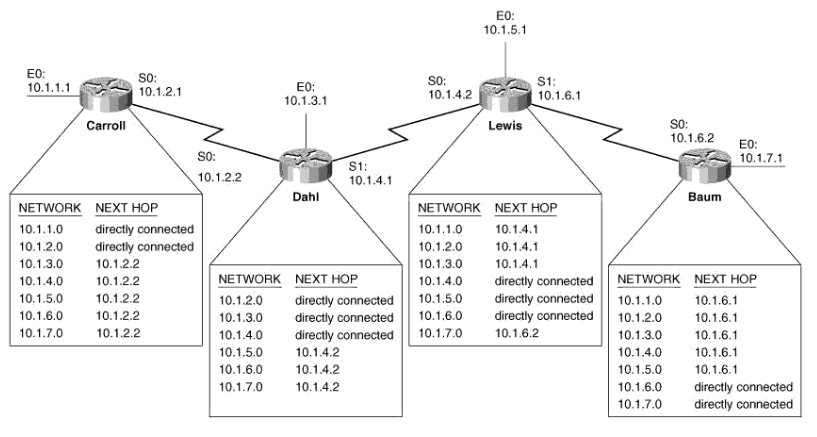 E0:
10.1.5.1
E0:
10.1.1.1
S0:
10.1.2.1
Carroll
E0:
10.1.3.1
S0:
10.1.4.2
S1:
10.1.6.1
Lewis
S0:
10.1.2.2
S1:
10.1.4.1
Dahl
S0:
10.1.6.2
E0:
10.1.7.1
Baum
NETWORK NEXT HOP
10.1.1.0 directly connected
10.1.2.0 directly connected
10.1.3.0 10.1.2.2
10.1.4.0 10.1.2.2
10.1.5.0 10.1.2.2
10.1.6.0 10.1.2.2
10.1.7.0 10.1.2.2
NETWORK NEXT HOP
10.1.2.0 directly connected
10.1.3.0 directly connected
10.1.4.0 directly connected
10.1.5.0 10.1.4.2
10.1.6.0 10.1.4.2
10.1.7.0 10.1.4.2
NETWORK NEXT HOP
10.1.1.0 10.1.4.1
10.1.2.0 10.1.4.1
10.1.3.0 10.1.4.1
10.1.4.0 directly connected
10.1.5.0 directly connected
10.1.6.0 directly connected
10.1.7.0 10.1.6.2
NETWORK NEXT HOP
10.1.1.0 10.1.6.1
10.1.2.0 10.1.6.1
10.1.3.0 10.1.6.1
10.1.4.0 10.1.6.1
10.1.5.0 10.1.6.1
10.1.6.0 directly connected
10.1.7.0 directly connected